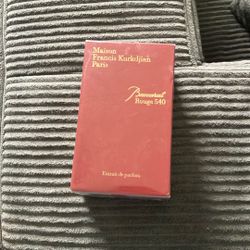 Maison
Francis Kurkdjian
Paris
Baccarat
Rouge 540
Extrait de parfum